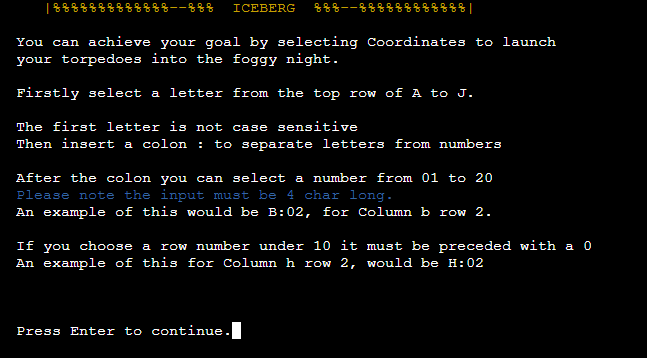 |%%%%%%%%%%%%%--%%% ICEBERG %%%--%%%%%%%%%%%%|
You can achieve your goal by selecting Coordinates to launch
your torpedoes into the foggy night.
Firstly select a letter from the top row of A to J.
The first letter is not case sensitive
Then insert a colon : to separate letters from numbers
After the colon you can select a number from 01 to 20
Please note the input must be 4 char long.
An example of this would be B:02, for Column b row 2.
If you choose a row number under 10 it must be preceded with a 0
An example of this for Column h row 2, would be H:02
Press Enter to continue.